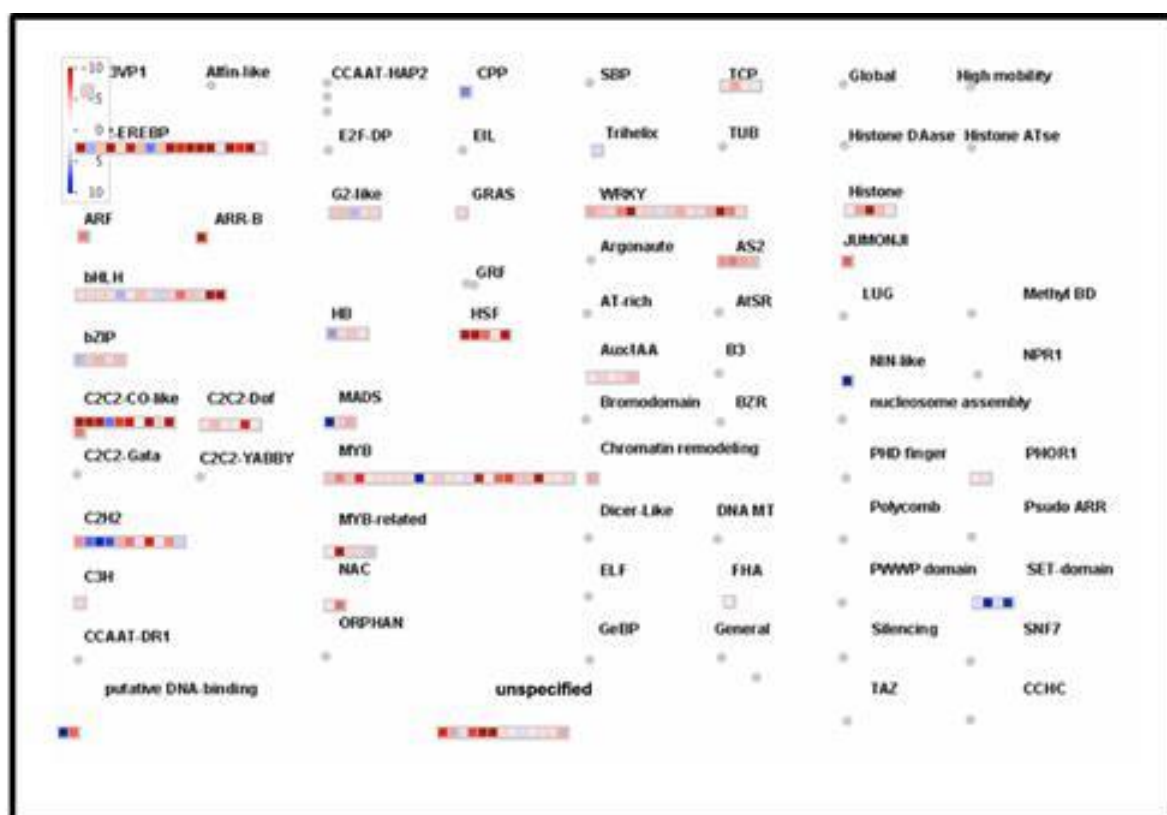 -10
3VP1 Alfin-like CCAAT-HAP2 CPP SBP TCP Global High mobility
-5
0 -EREBP E2F-DP EIL Trihelix TUB Histone DAase Histone ATse
5
10
G2-like GRAS WRKY Histone
ARF ARR-B Argonaute AS2 JUMONJI
bHLH GRF AT-rich AtSR LUG Methyl BD
HB HSF
bZIP AuxIAA B3 NIN-like NPR1
C2C2-CO-like C2C2-Dof MADS Bromodomain BZR nucleosome assembly
C2C2-Gata C2C2-YABBY MYB Chromatin remodeling PHD finger PHOR1
C2H2 MYB-related Dicer-Like DNA MT Polycomb Psudo ARR
C3H NAC ELF FHA PWWP domain SET-domain
CCAAT-DR1 ORPHAN GeBP General Silencing SNF7
putative DNA-binding unspecified TAZ CCHC